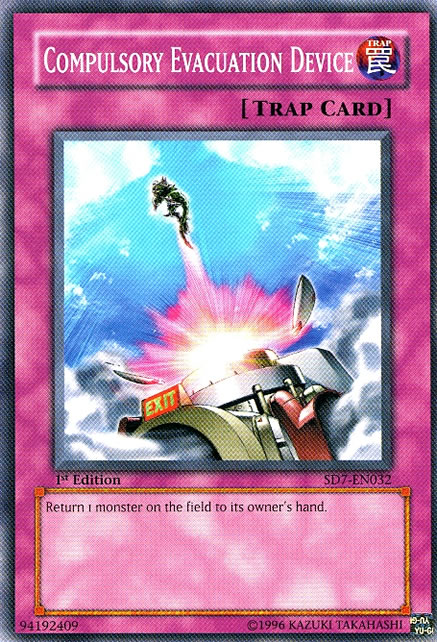 COMPULSORY EVACUATION DEVICE
TRAP
罠
[TRAP CARD]
EXIT
1st Edition
SD7-EN032
Return 1 monster on the field to its owner's hand.
94192409
©1996 KAZUKI TAKAHASHI